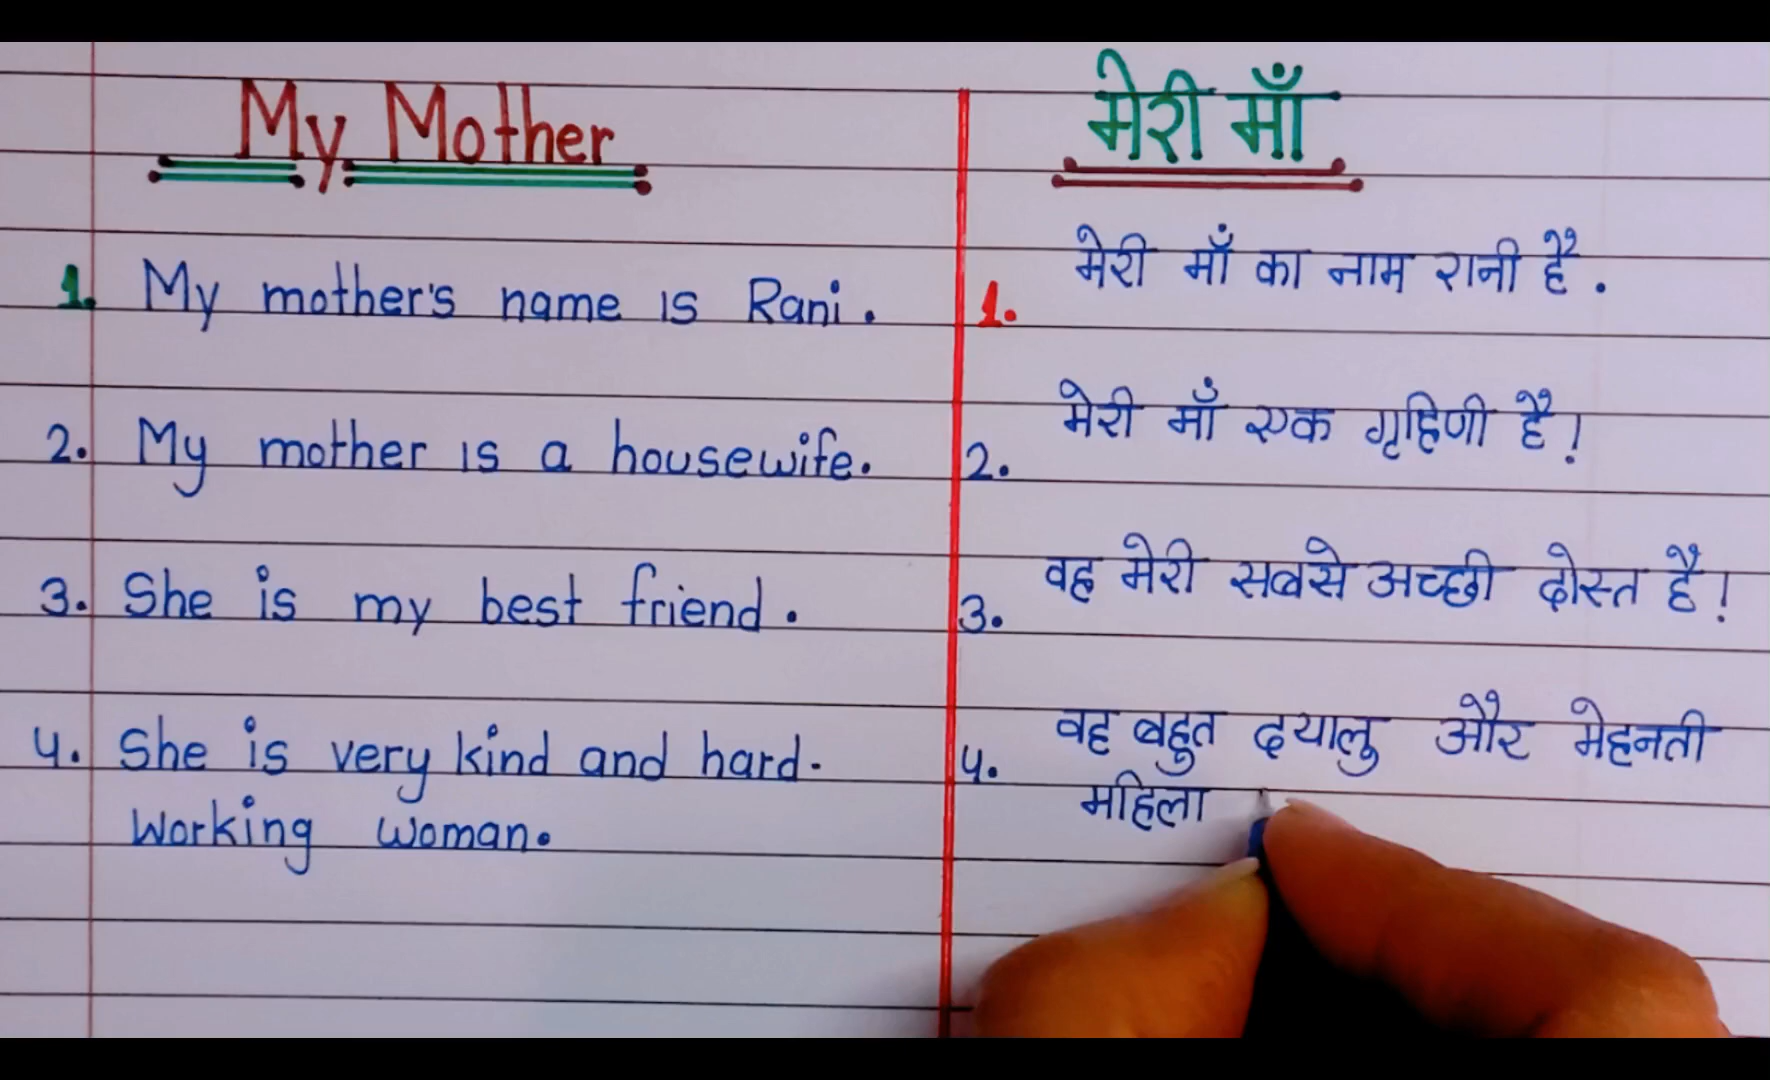 My Mother
1. My mother's name is Rani.
2. My mother is a housewife.
3. She is my best friend.
4. She is very kind and hard-
working woman.
मेरी माँ
1. मेरी माँ का नाम रानी है.
2. मेरी माँ एक गृहिणी है!
3. वह मेरी सबसे अच्छी दोस्त है!
4. वह बहुत दयालु और मेहनती
महिला